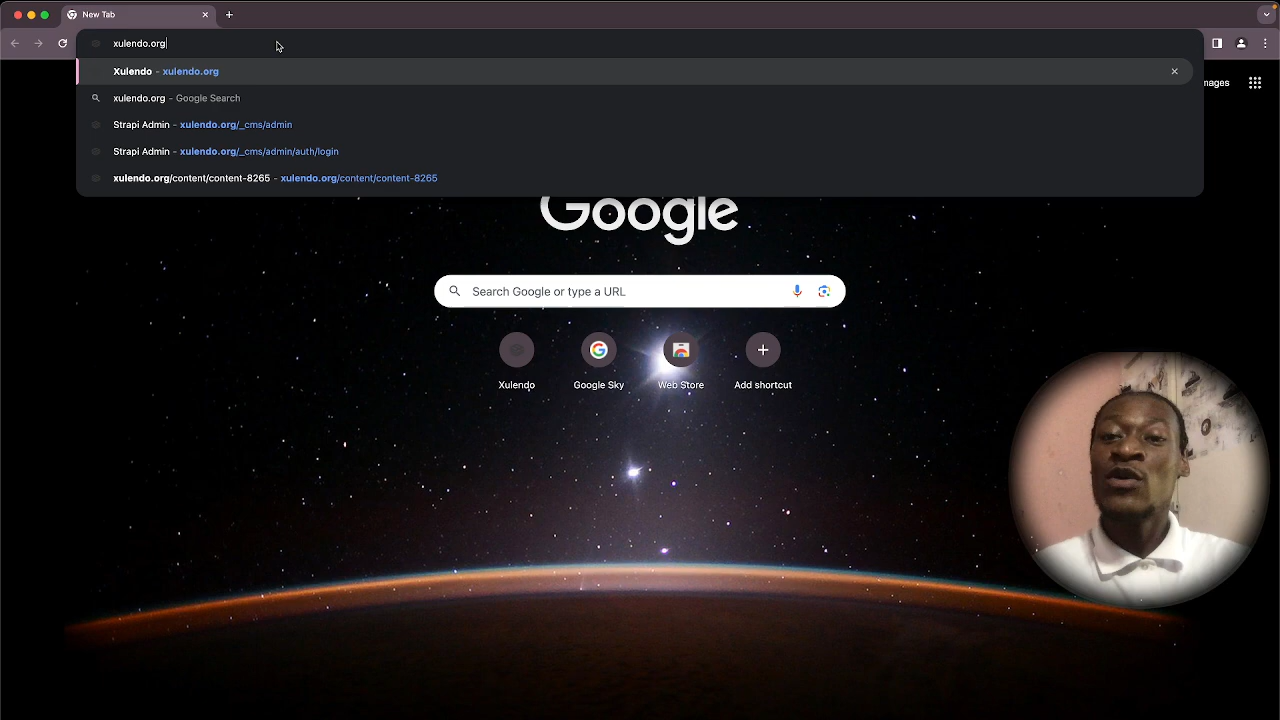 New Tab
xulendo.org
Xulendo - xulendo.org
xulendo.org - Google Search
mages
Strapi Admin - xulendo.org/_cms/admin
Strapi Admin - xulendo.org/_cms/admin/auth/login
xulendo.org/content/content-8265 - xulendo.org/content/content-8265
Google
Search Google or type a URL
Xulendo
Google Sky
Web Store
Add shortcut